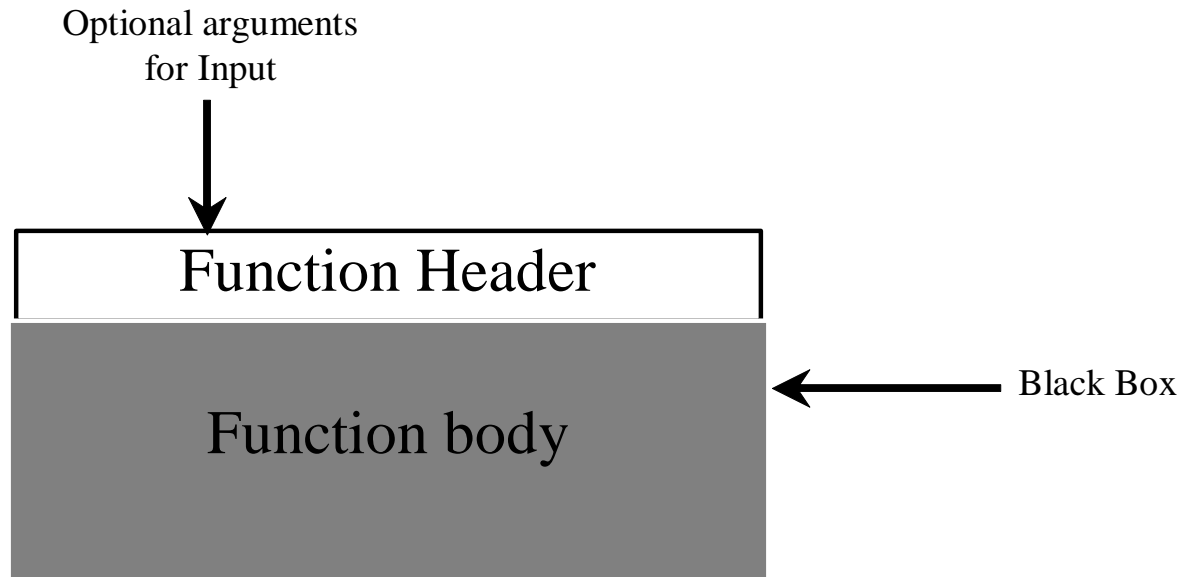 Optional arguments
for Input
Function Header
Black Box
Function body